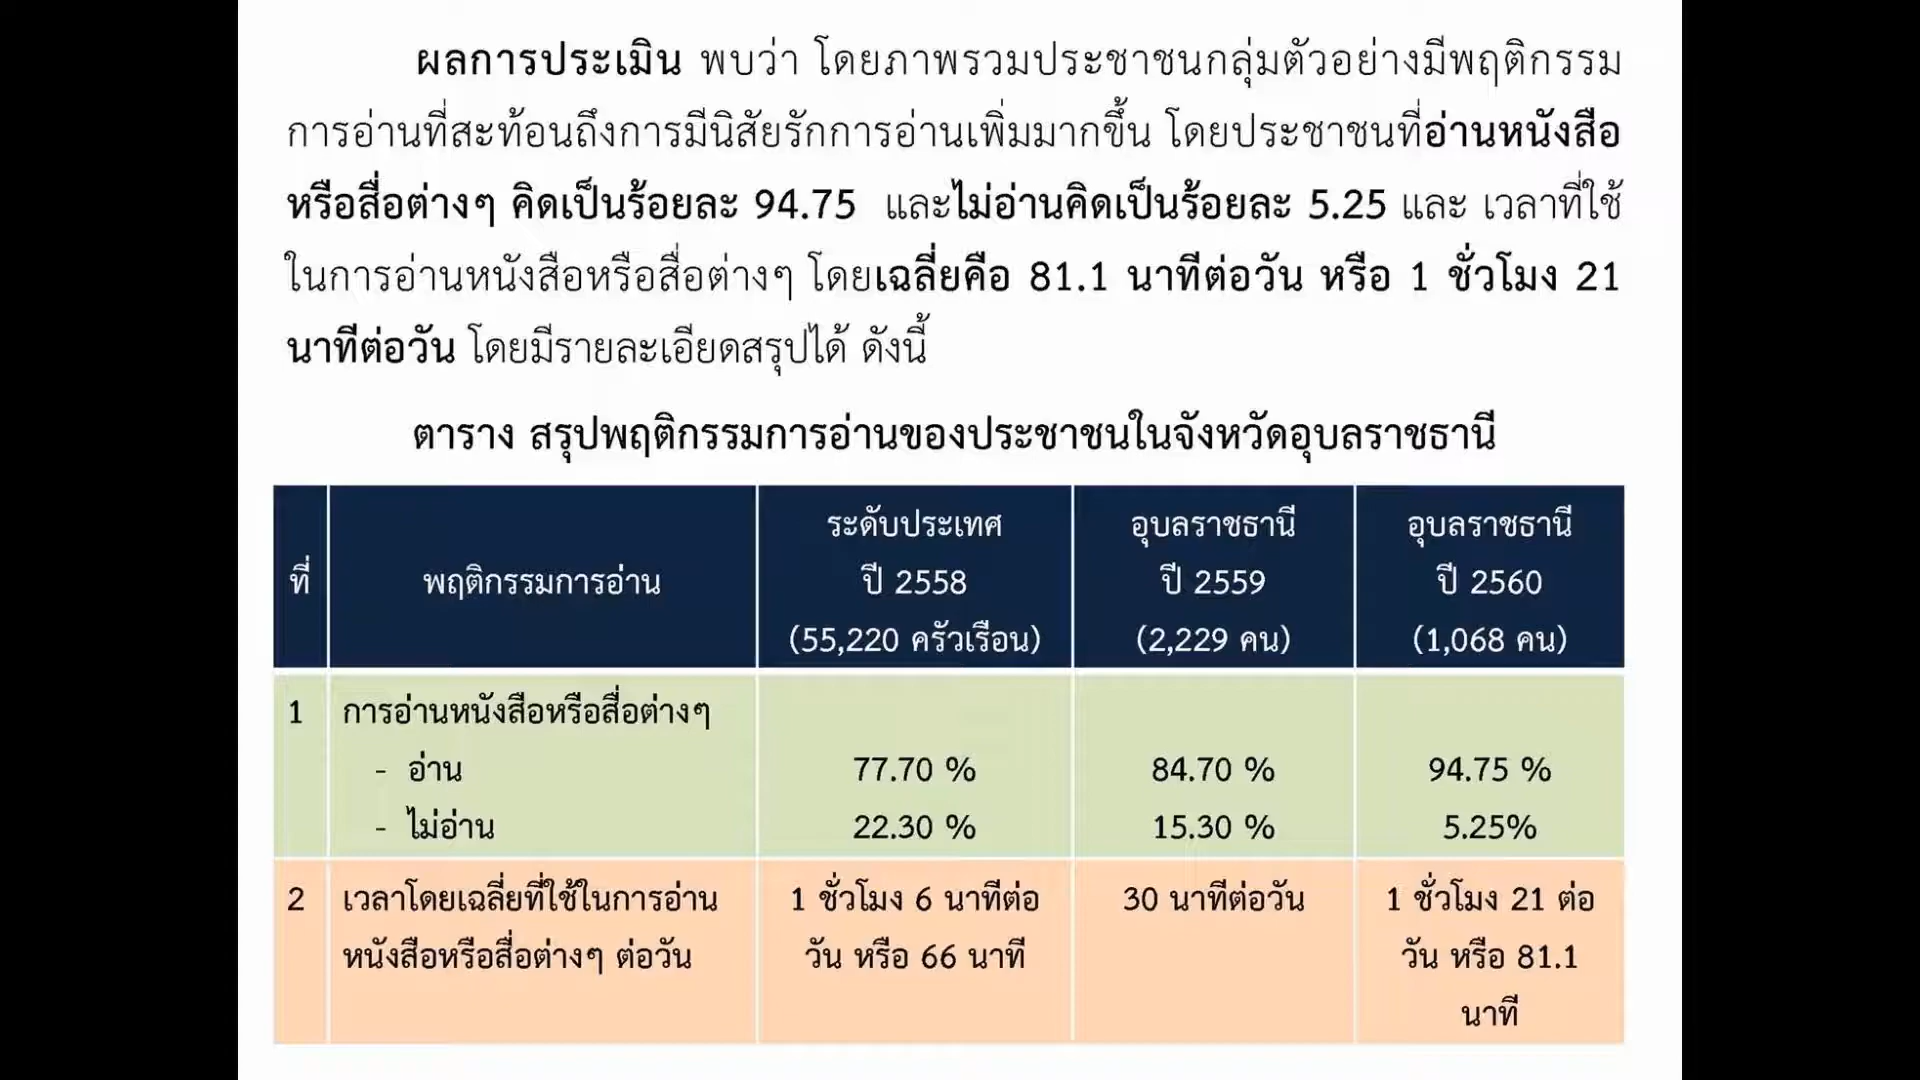 ผลการประเมิน พบว่า โดยภาพรวมประชาชนกลุ่มตัวอย่างมีพฤติกรรม
การอ่านที่สะท้อนถึงการมีนิสัยรักการอ่านเพิ่มมากขึ้น โดยประชาชนที่อ่านหนังสือ
หรือสื่อต่างๆ คิดเป็นร้อยละ 94.75 และไม่อ่านคิดเป็นร้อยละ 5.25 และ เวลาที่ใช้
ในการอ่านหนังสือหรือสื่อต่างๆ โดยเฉลี่ยคือ 81.1 นาทีต่อวัน หรือ 1 ชั่วโมง 21
นาทีต่อวัน โดยมีรายละเอียดสรุปได้ ดังนี้
ตาราง สรุปพฤติกรรมการอ่านของประชาชนในจังหวัดอุบลราชธานี
ที่
พฤติกรรมการอ่าน
ระดับประเทศ
ปี 2558
(55,220 ครัวเรือน)
อุบลราชธานี
ปี 2559
(2,229 คน)
อุบลราชธานี
ปี 2560
(1,068 คน)
1 การอ่านหนังสือหรือสื่อต่างๆ
- อ่าน 77.70 % 84.70 % 94.75 %
- ไม่อ่าน 22.30 % 15.30 % 5.25%
2
เวลาโดยเฉลี่ยที่ใช้ในการอ่าน
หนังสือหรือสื่อต่างๆ ต่อวัน
1 ชั่วโมง 6 นาทีต่อ
วัน หรือ 66 นาที
30 นาทีต่อวัน
1 ชั่วโมง 21 ต่อ
วัน หรือ 81.1
นาที